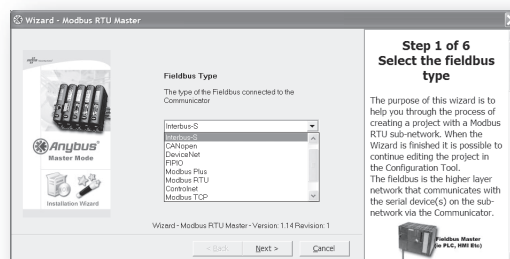 Wizard - Modbus RTU Master
Anybus®
Master Mode
Installation Wizard
Fieldbus Type
The type of the Fieldbus connected to the
Communicator
Interbus-S
Interbus-S
CANopen
DeviceNet
FIPIO
Modbus Plus
Modbus RTU
Controlnet
Modbus TCP
Wizard - Modbus RTU Master - Version: 1.14 Revision: 1
< Back
Next >
Cancel
Step 1 of 6
Select the fieldbus
type
The purpose of this wizard is to
help you through the process of
creating a project with a Modbus
RTU sub-network. When the
Wizard is finished it is possible to
continue editing the project in
the Configuration Tool.
The fieldbus is the higher layer
network that communicates with
the serial device(s) on the sub-
network via the Communicator.
Fieldbus Master
(ie PLC, HMI Etc)